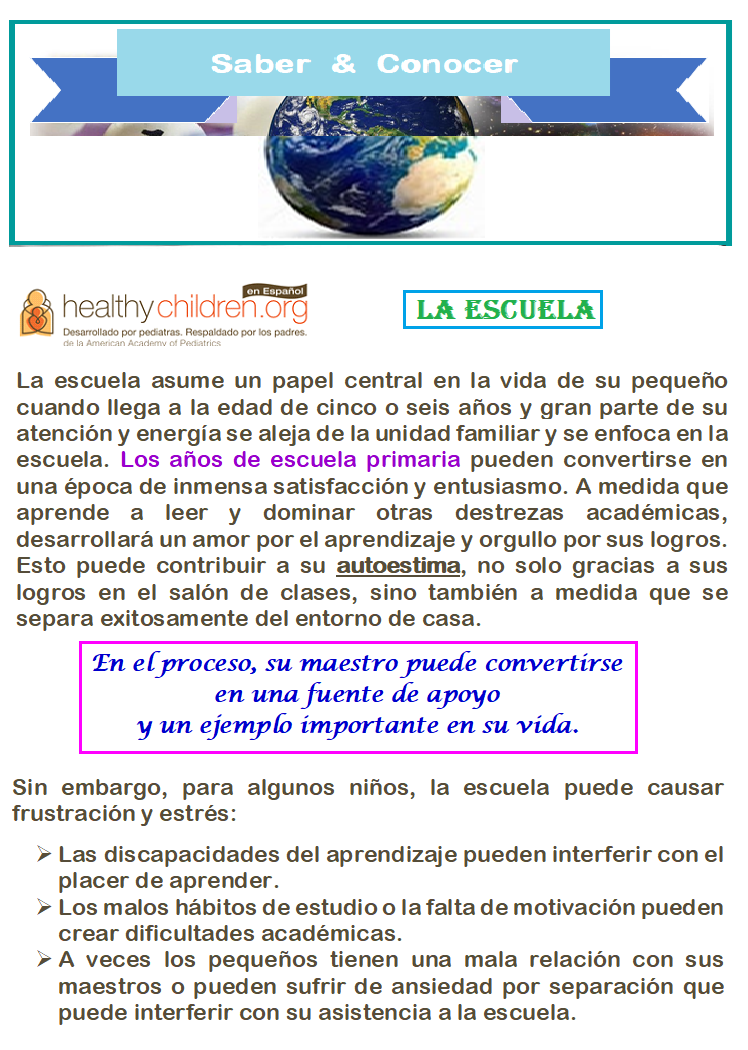 Saber & Conocer
en Español
healthychildren.org
Desarrollado por pediatras. Respaldado por los padres.
de la American Academy of Pediatrics
LA ESCUELA
La escuela asume un papel central en la vida de su pequeño
cuando llega a la edad de cinco o seis años y gran parte de su
atención y energía se aleja de la unidad familiar y se enfoca en la
escuela. Los años de escuela primaria pueden convertirse en
una época de inmensa satisfacción y entusiasmo. A medida que
aprende a leer y dominar otras destrezas académicas,
desarrollará un amor por el aprendizaje y orgullo por sus logros.
Esto puede contribuir a su autoestima, no solo gracias a sus
logros en el salón de clases, sino también a medida que se
separa exitosamente del entorno de casa.
En el proceso, su maestro puede convertirse
en una fuente de apoyo
y un ejemplo importante en su vida.
Sin embargo, para algunos niños, la escuela puede causar
frustración y estrés:
➢ Las discapacidades del aprendizaje pueden interferir con el
placer de aprender.
➢ Los malos hábitos de estudio o la falta de motivación pueden
crear dificultades académicas.
➢ A veces los pequeños tienen una mala relación con sus
maestros o pueden sufrir de ansiedad por separación que
puede interferir con su asistencia a la escuela.